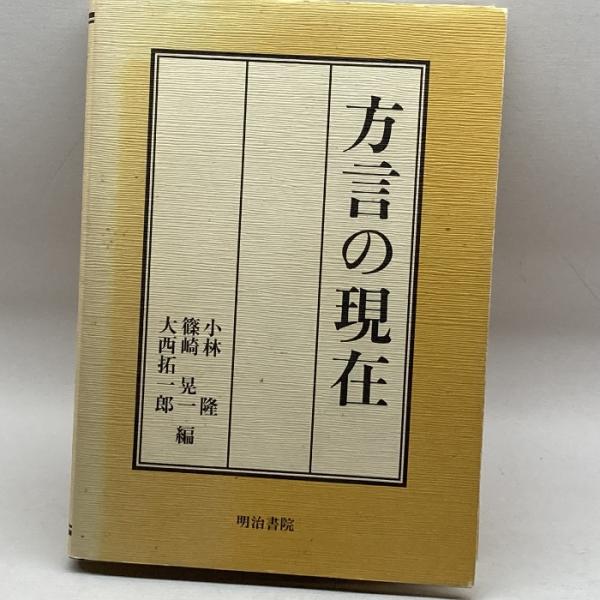 方言の現在
小林 隆
篠崎 晃一
大西拓一郎 編
明治書院